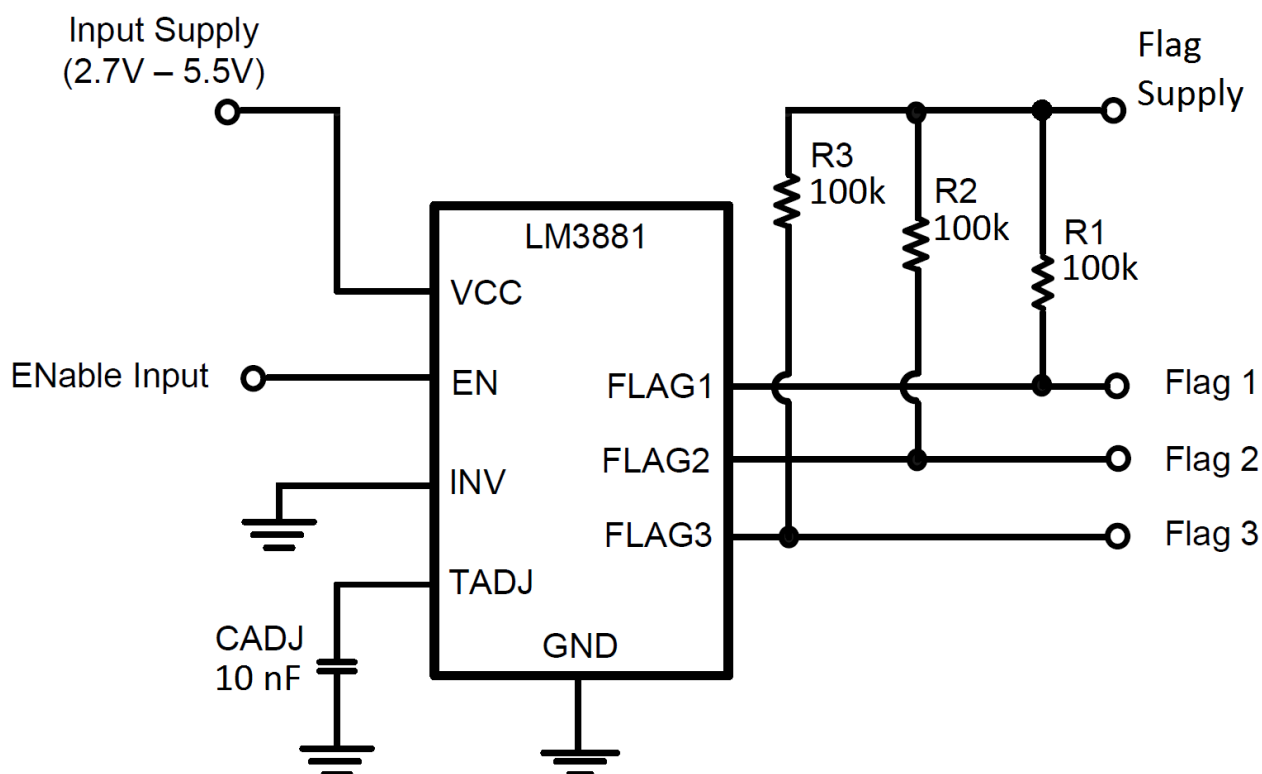 Input Supply
(2.7V – 5.5V)
Flag
Supply
R3
100k
R2
100k
R1
100k
LM3881
VCC
ENable Input
EN
FLAG1
Flag 1
FLAG2
Flag 2
INV
FLAG3
Flag 3
TADJ
CADJ
10 nF
GND